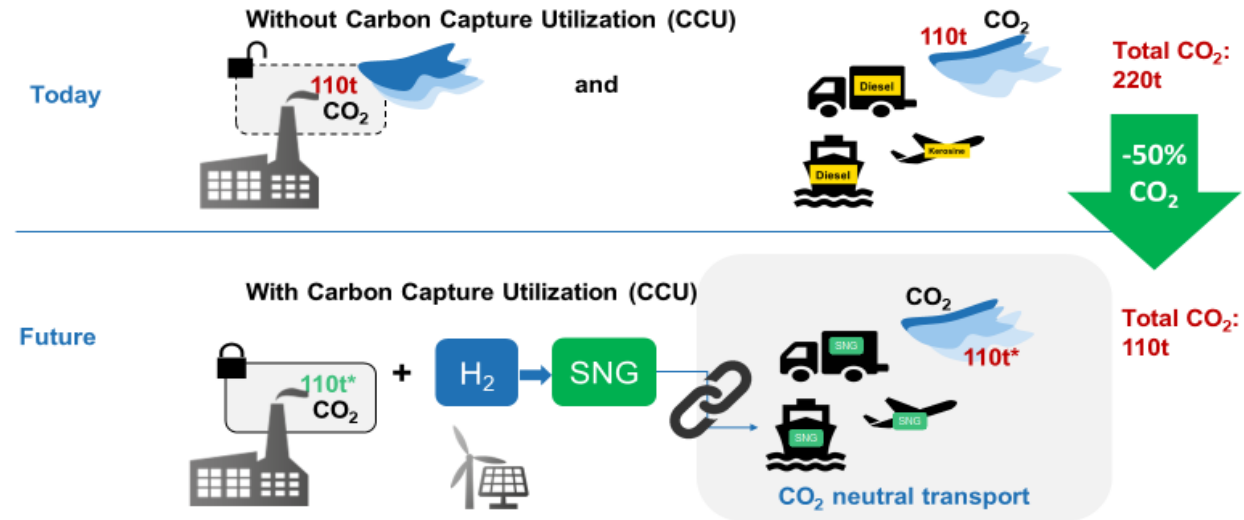 Without Carbon Capture Utilization (CCU)
Today
110t
CO₂
and
110t
CO₂
Diesel
Diesel
Kerosine
Total CO₂:
220t
-50%
CO₂
With Carbon Capture Utilization (CCU)
Future
110t*
CO₂
+
H₂
SNG
CO₂
110t*
SNG
SNG
SNG
CO₂ neutral transport
Total CO₂:
110t